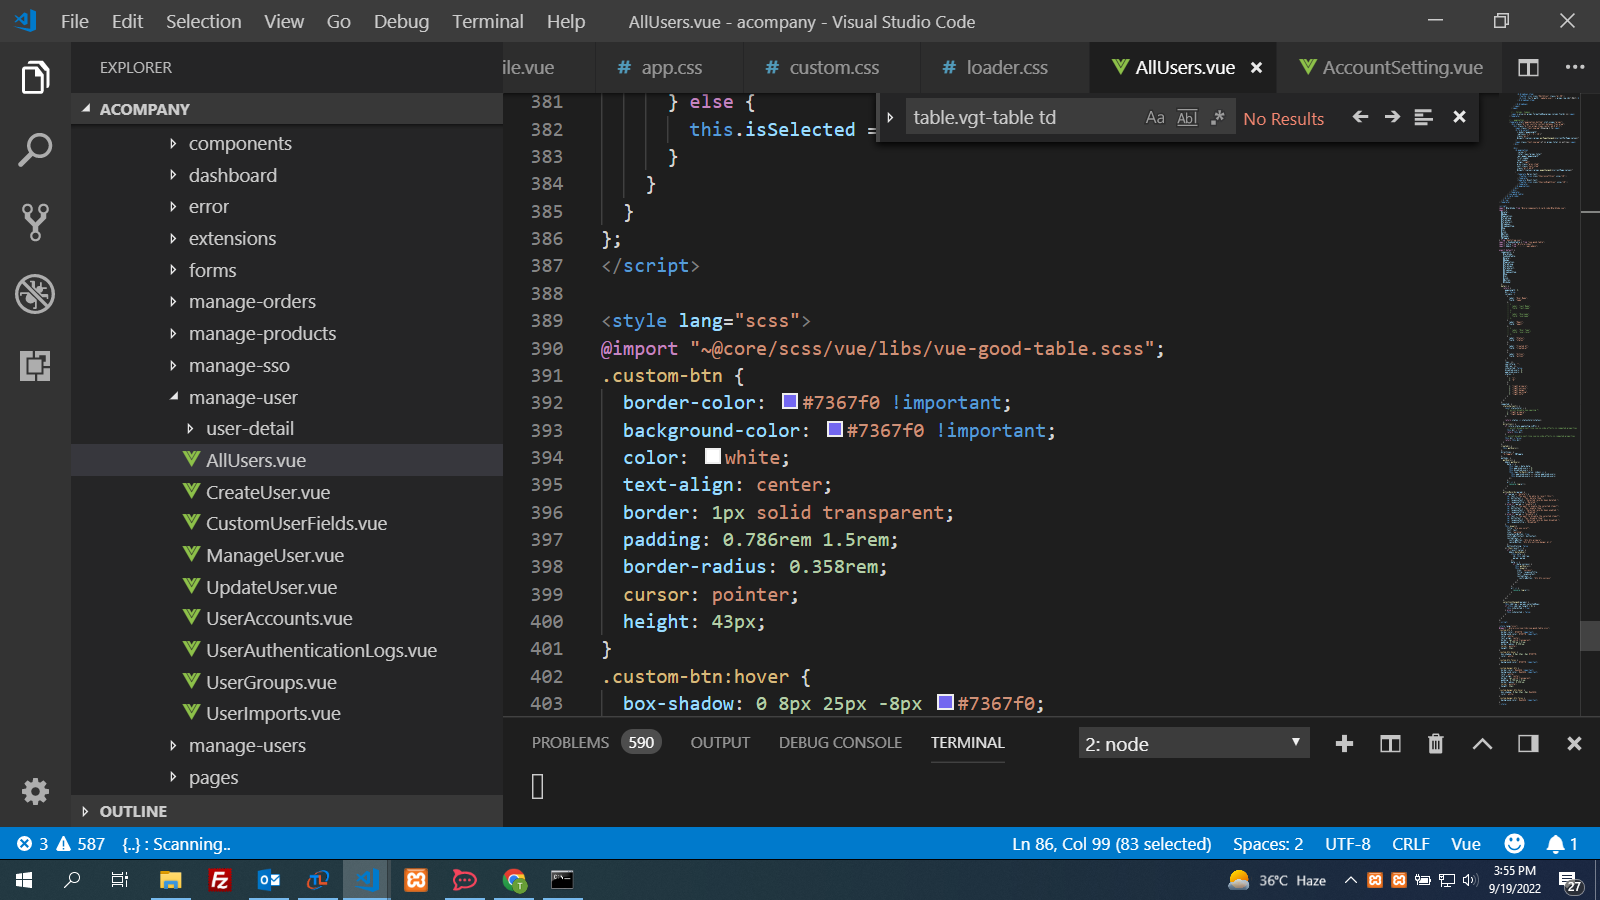 File Edit Selection View Go Debug Terminal Help AllUsers.vue - acompany - Visual Studio Code
EXPLORER
ACOMPANY
components
dashboard
error
extensions
forms
manage-orders
manage-products
manage-sso
manage-user
user-detail
AllUsers.vue
CreateUser.vue
CustomUserFields.vue
ManageUser.vue
UpdateUser.vue
UserAccounts.vue
UserAuthenticationLogs.vue
UserGroups.vue
UserImports.vue
manage-users
pages
OUTLINE
ile.vue # app.css # custom.css # loader.css AllUsers.vue AccountSetting.vue
table.vgt-table td Aa Abl .* No Results
381 } else {
382 this.isSelected =
383 }
384 }
385 }
386 };
387 </script>
388
389 <style lang="scss">
390 @import "~@core/scss/vue/libs/vue-good-table.scss";
391 .custom-btn {
392 border-color: #7367f0 !important;
393 background-color: #7367f0 !important;
394 color: white;
395 text-align: center;
396 border: 1px solid transparent;
397 padding: 0.786rem 1.5rem;
398 border-radius: 0.358rem;
399 cursor: pointer;
400 height: 43px;
401 }
402 .custom-btn:hover {
403 box-shadow: 0 8px 25px -8px #7367f0;
PROBLEMS 590 OUTPUT DEBUG CONSOLE TERMINAL 2: node
3 587 {..} : Scanning.. Ln 86, Col 99 (83 selected) Spaces: 2 UTF-8 CRLF Vue 1
36°C Haze 3:55 PM
9/19/2022
27